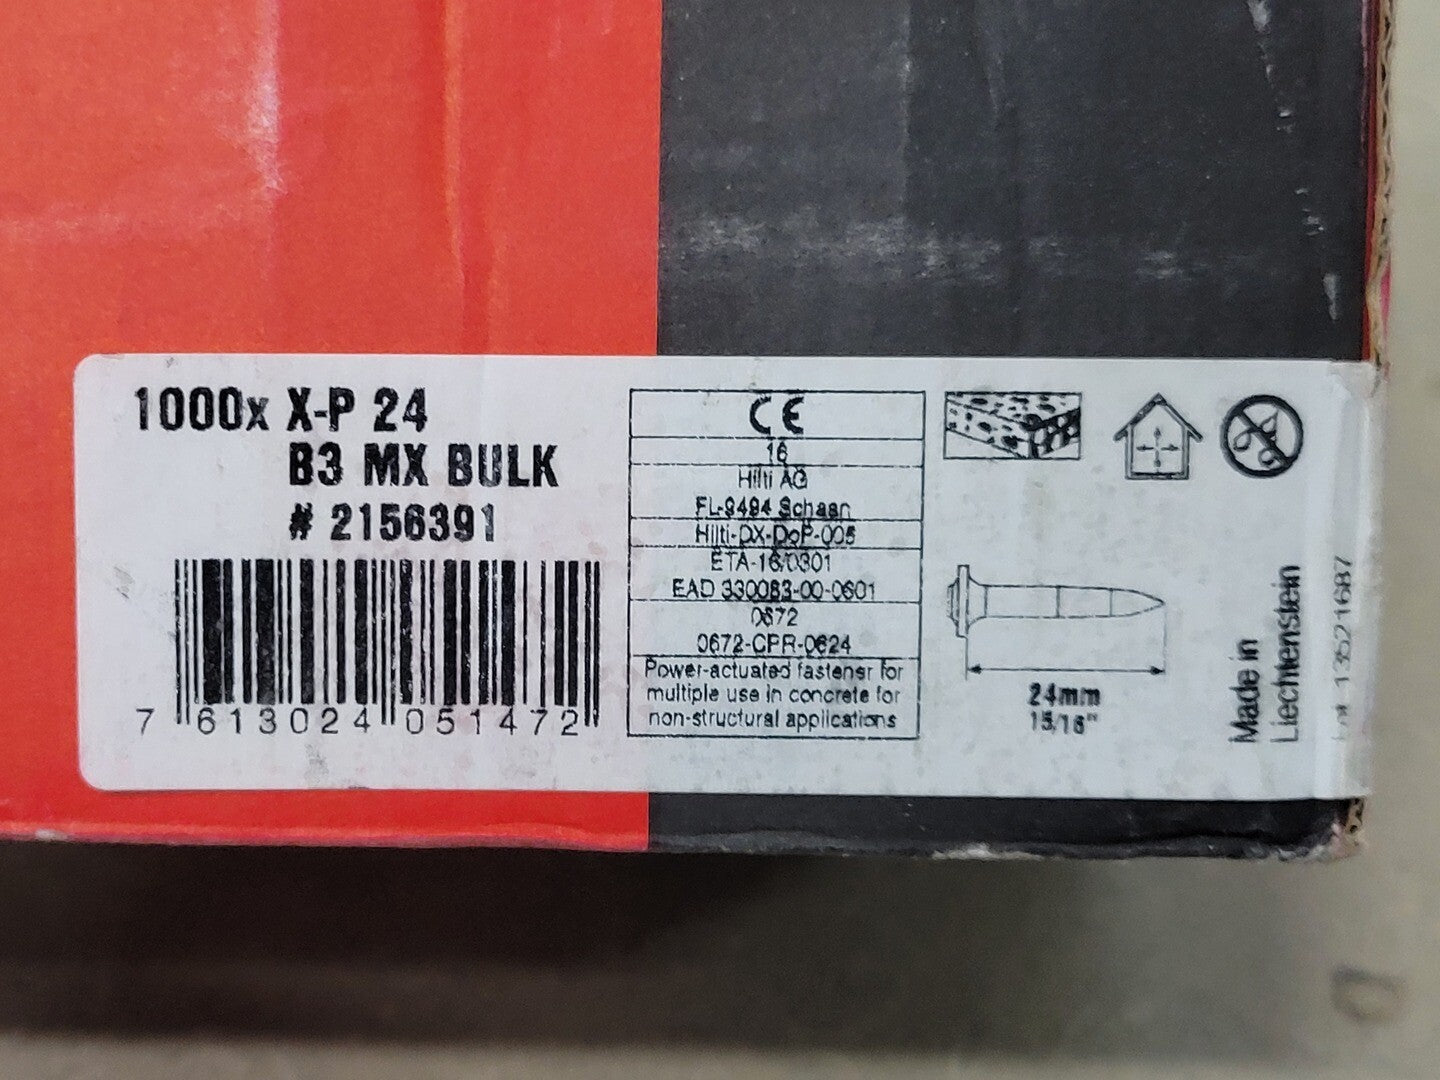 1000x X-P 24
B3 MX BULK
# 2156391
7 613024 051472
CE
16
Hilti AG
FL-9494 Schaan
Hilti-DX-DoP-005
ETA-16/0301
EAD 330083-00-0601
0672
0672-CPR-0624
Power-actuated fastener for
multiple use in concrete for
non-structural applications
24mm
15/16"
Made in
Liechtenstein
13521687